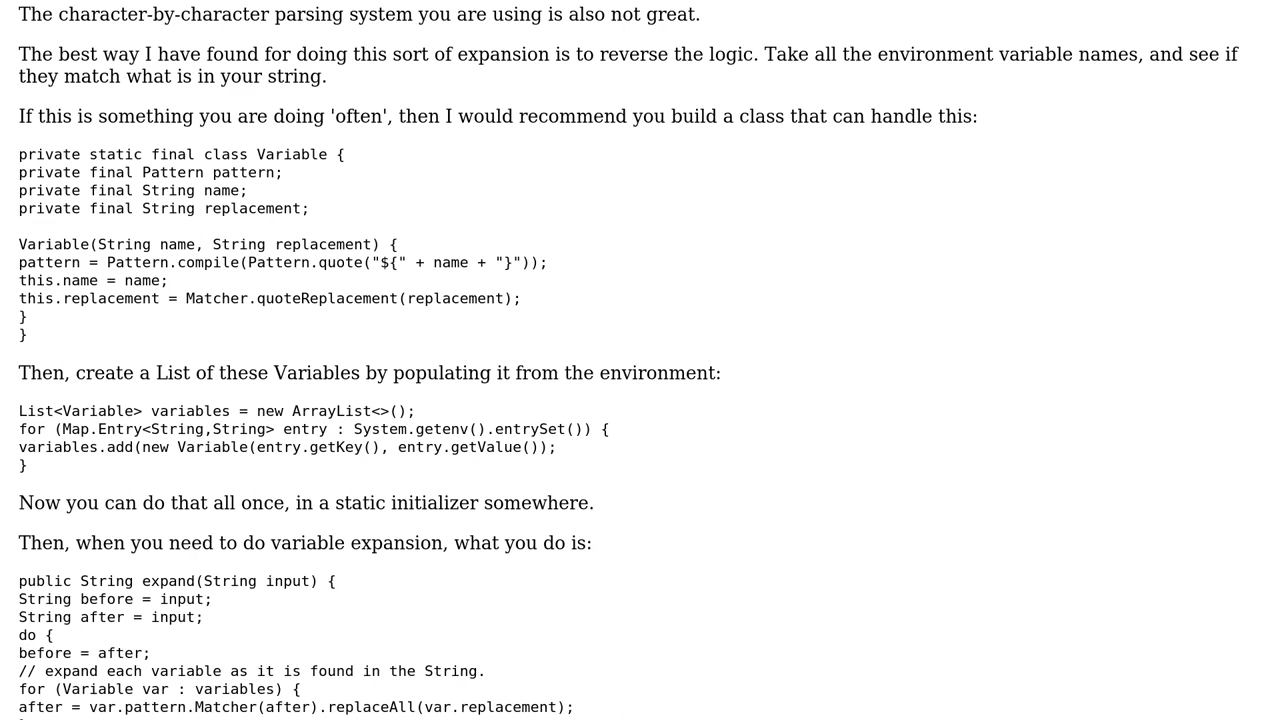 The character-by-character parsing system you are using is also not great.
The best way I have found for doing this sort of expansion is to reverse the logic. Take all the environment variable names, and see if
they match what is in your string.
If this is something you are doing 'often', then I would recommend you build a class that can handle this:
private static final class Variable {
private final Pattern pattern;
private final String name;
private final String replacement;
Variable(String name, String replacement) {
pattern = Pattern.compile(Pattern.quote("${" + name + "}"));
this.name = name;
this.replacement = Matcher.quoteReplacement(replacement);
}
}
Then, create a List of these Variables by populating it from the environment:
List<Variable> variables = new ArrayList<>();
for (Map.Entry<String,String> entry : System.getenv().entrySet()) {
variables.add(new Variable(entry.getKey(), entry.getValue());
}
Now you can do that all once, in a static initializer somewhere.
Then, when you need to do variable expansion, what you do is:
public String expand(String input) {
String before = input;
String after = input;
do {
before = after;
// expand each variable as it is found in the String.
for (Variable var : variables) {
after = var.pattern.Matcher(after).replaceAll(var.replacement);